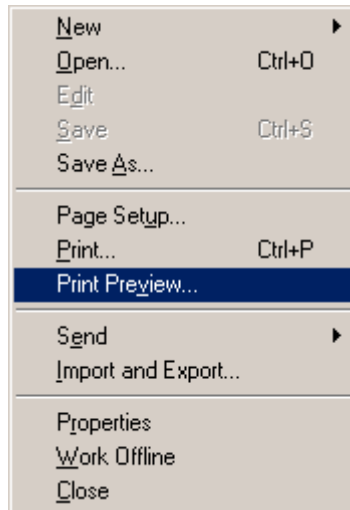 New
Open... Ctrl+O
Edit
Save Ctrl+S
Save As...
Page Setup...
Print... Ctrl+P
Print Preview...
Send
Import and Export...
Properties
Work Offline
Close